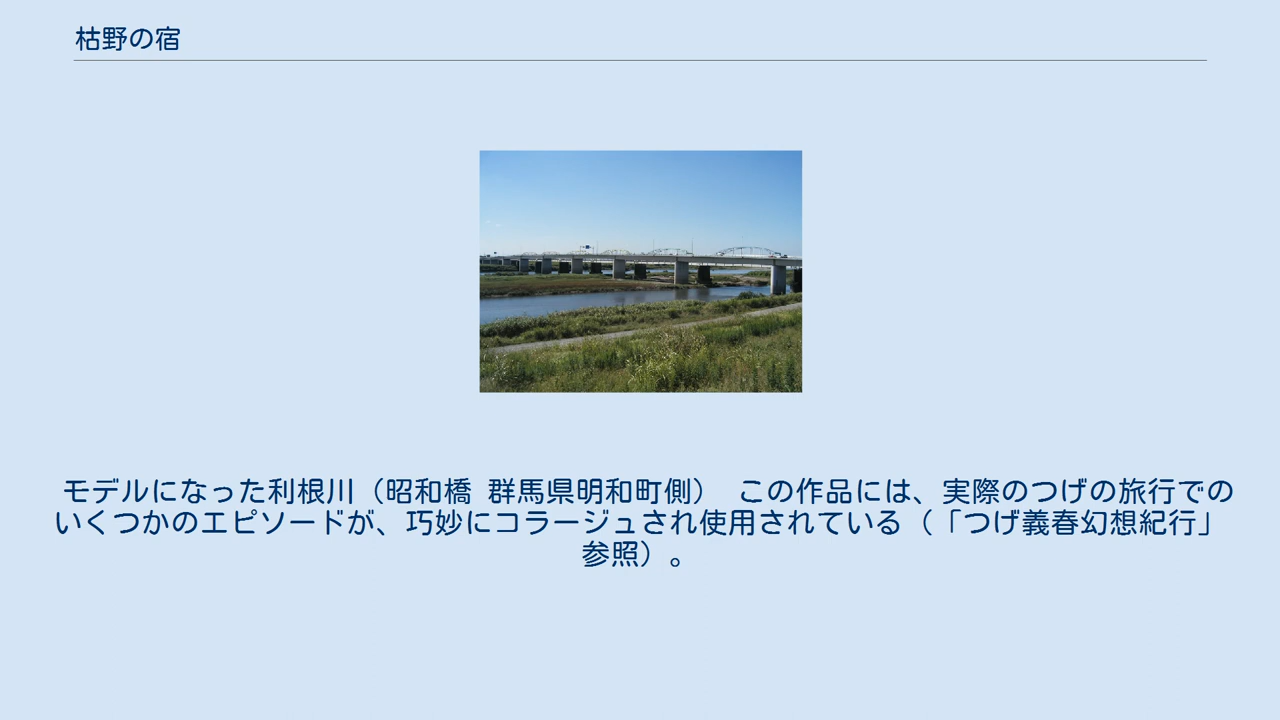 枯野の宿
モデルになった利根川（昭和橋 群馬県明和町側） この作品には、実際のつげの旅行での
いくつかのエピソードが、巧妙にコラージュされ使用されている（「つげ義春幻想紀行」
参照）。